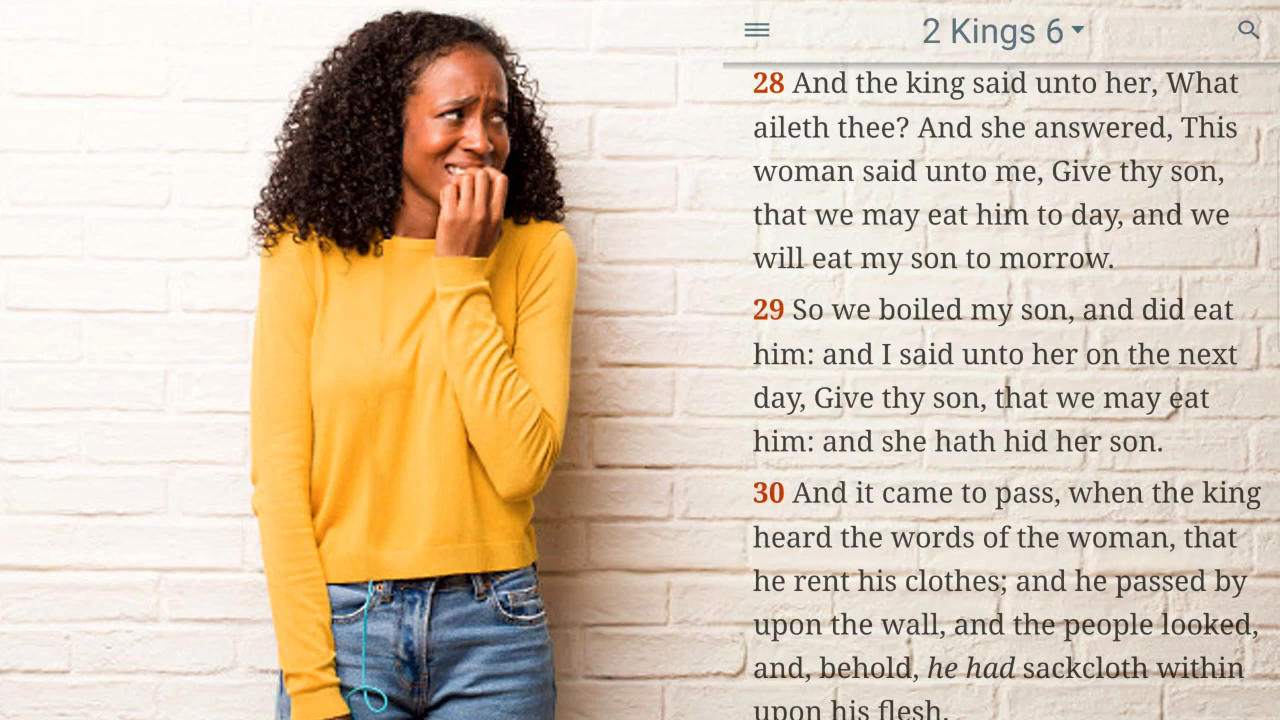 2 Kings 6
28 And the king said unto her, What
aileth thee? And she answered, This
woman said unto me, Give thy son,
that we may eat him to day, and we
will eat my son to morrow.
29 So we boiled my son, and did eat
him: and I said unto her on the next
day, Give thy son, that we may eat
him: and she hath hid her son.
30 And it came to pass, when the king
heard the words of the woman, that
he rent his clothes; and he passed by
upon the wall, and the people looked,
and, behold, he had sackcloth within
upon his flesh.